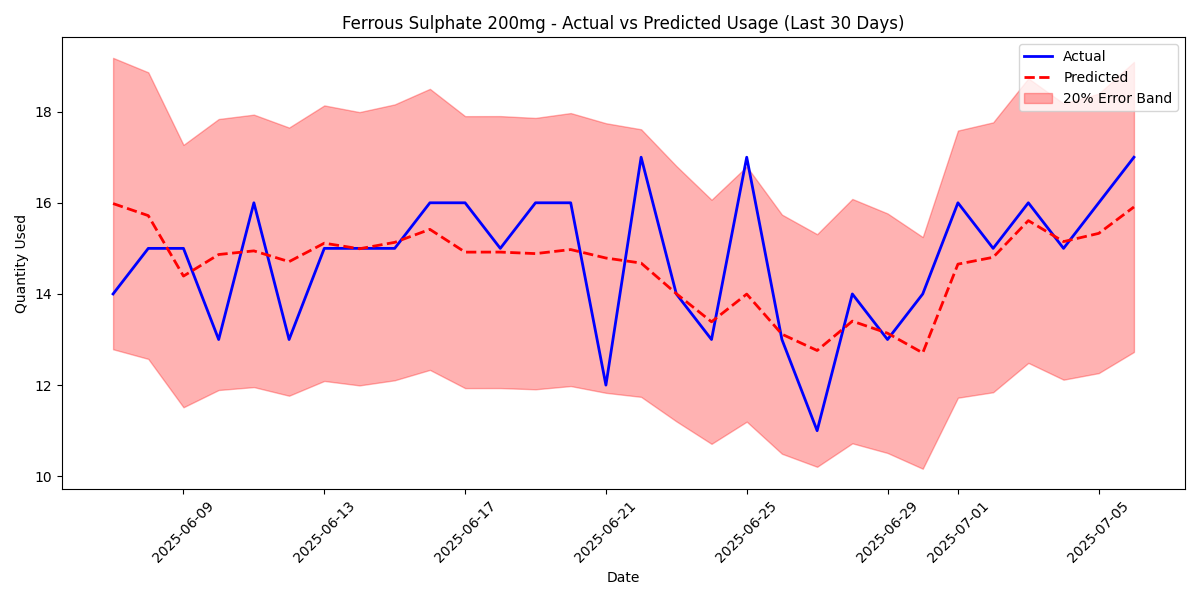 Ferrous Sulphate 200mg - Actual vs Predicted Usage (Last 30 Days)
Actual
Predicted
20% Error Band
Quantity Used
18
16
14
12
10
2025-06-09
2025-06-13
2025-06-17
2025-06-21
2025-06-25
2025-06-29
2025-07-01
2025-07-05
Date